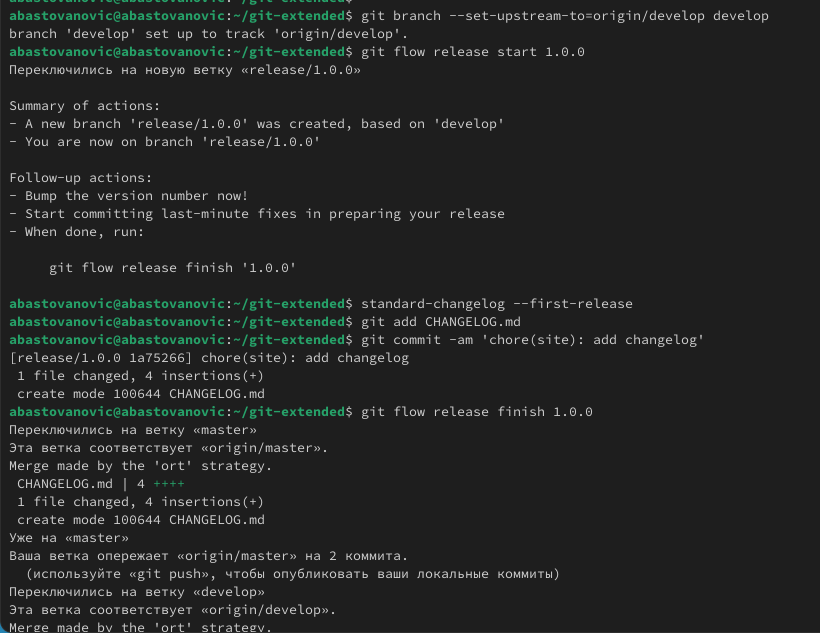 abastovanovic@abastovanovic:~/git-extended$ git branch --set-upstream-to=origin/develop develop
branch 'develop' set up to track 'origin/develop'.
abastovanovic@abastovanovic:~/git-extended$ git flow release start 1.0.0
Переключились на новую ветку «release/1.0.0»
Summary of actions:
- A new branch 'release/1.0.0' was created, based on 'develop'
- You are now on branch 'release/1.0.0'
Follow-up actions:
- Bump the version number now!
- Start committing last-minute fixes in preparing your release
- When done, run:
git flow release finish '1.0.0'
abastovanovic@abastovanovic:~/git-extended$ standard-changelog --first-release
abastovanovic@abastovanovic:~/git-extended$ git add CHANGELOG.md
abastovanovic@abastovanovic:~/git-extended$ git commit -am 'chore(site): add changelog'
[release/1.0.0 1a75266] chore(site): add changelog
1 file changed, 4 insertions(+)
create mode 100644 CHANGELOG.md
abastovanovic@abastovanovic:~/git-extended$ git flow release finish 1.0.0
Переключились на ветку «master»
Эта ветка соответствует «origin/master».
Merge made by the 'ort' strategy.
CHANGELOG.md | 4 ++++
1 file changed, 4 insertions(+)
create mode 100644 CHANGELOG.md
Уже на «master»
Ваша ветка опережает «origin/master» на 2 коммита.
(используйте «git push», чтобы опубликовать ваши локальные коммиты)
Переключились на ветку «develop»
Эта ветка соответствует «origin/develop».
Merge made by the 'ort' strategy.